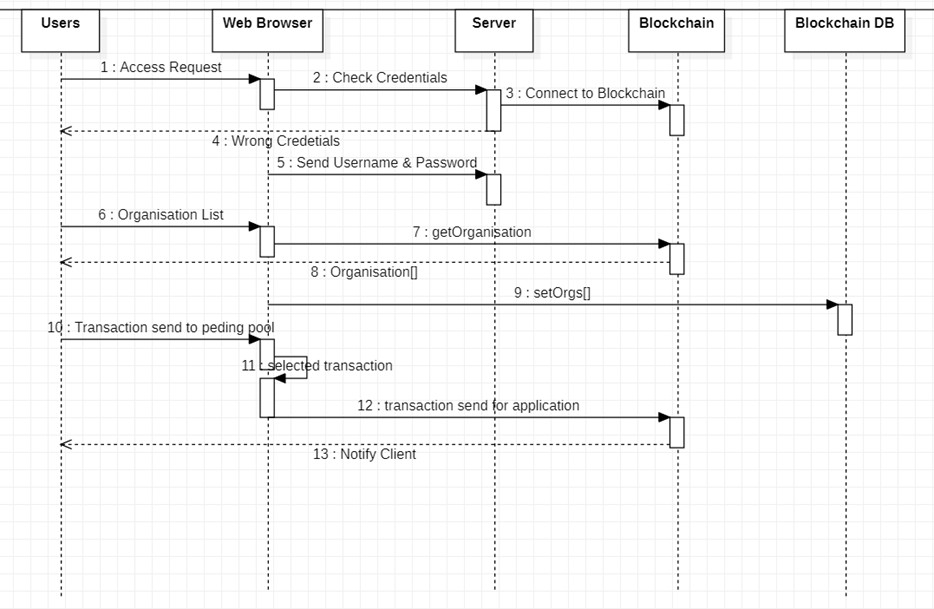 Users
Web Browser
Server
Blockchain
Blockchain DB
1 : Access Request
2 : Check Credentials
3 : Connect to Blockchain
4 : Wrong Credetials
5 : Send Username & Password
6 : Organisation List
7 : getOrganisation
8 : Organisation[]
9 : setOrgs[]
10 : Transaction send to peding pool
11 : selected transaction
12 : transaction send for application
13 : Notify Client